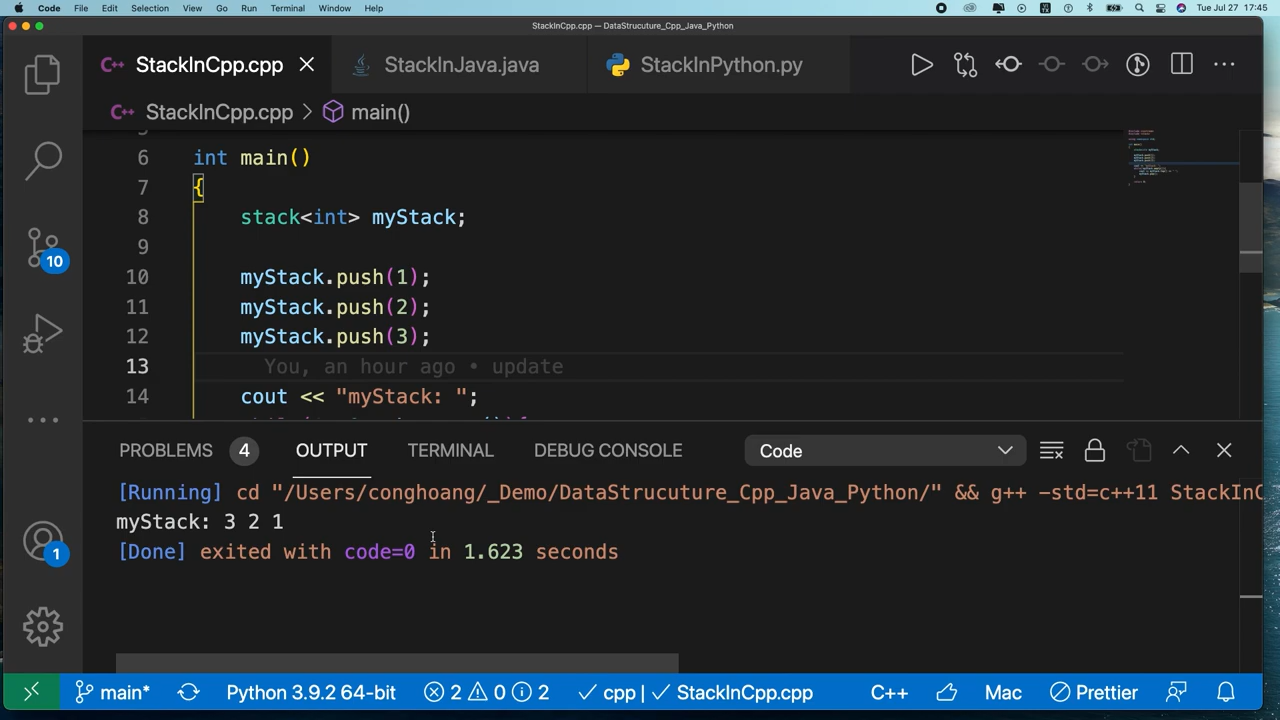 Code File Edit Selection View Go Run Terminal Window Help Tue Jul 27 17:45
StackInCpp.cpp — DataStrucuture_Cpp_Java_Python
StackInCpp.cpp StackInJava.java StackInPython.py
StackInCpp.cpp > main()
6 int main()
7 {
8 stack<int> myStack;
9
10 myStack.push(1);
11 myStack.push(2);
12 myStack.push(3);
13 You, an hour ago • update
14 cout << "myStack: ";
10
PROBLEMS 4 OUTPUT TERMINAL DEBUG CONSOLE Code
[Running] cd "/Users/conghoang/_Demo/DataStrucuture_Cpp_Java_Python/" && g++ -std=c++11 StackInC
myStack: 3 2 1
[Done] exited with code=0 in 1.623 seconds
1
main* Python 3.9.2 64-bit 2 0 2 cpp | StackInCpp.cpp C++ Mac Prettier